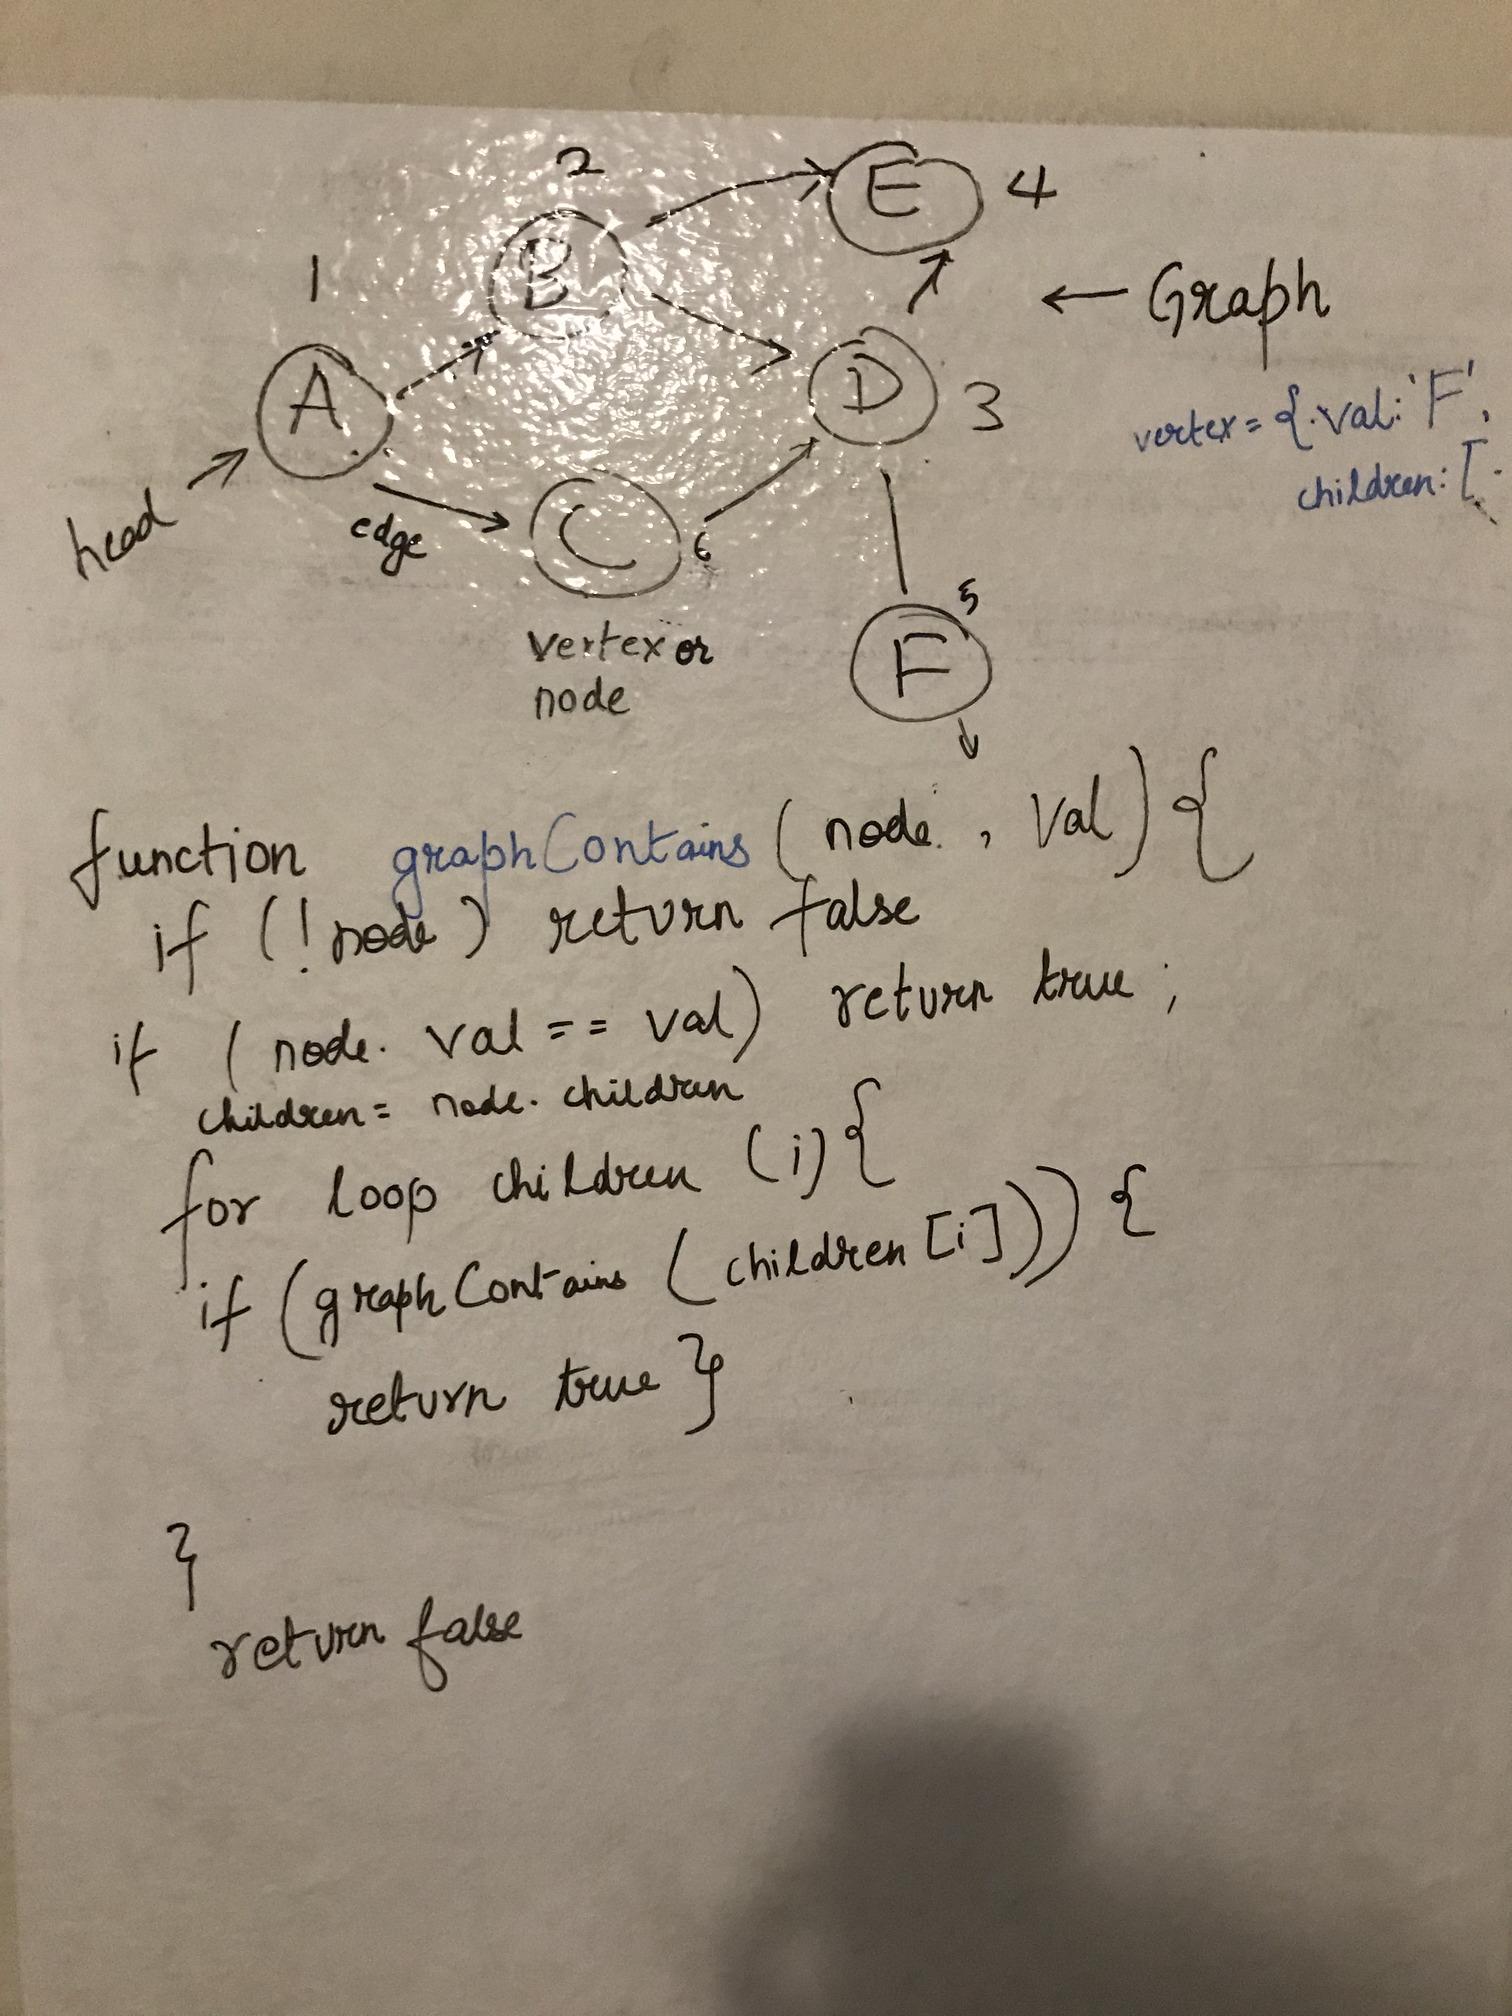 2
E 4
B
1
← Graph
A
D 3
vertex = {.val: 'F',
children: [
head
edge
C 6
5
vertex or
node
F
function graphContains (node , val) {
if (!node) return false
if (node. val == val) return true ;
children = node. children
for loop children (i) {
if (graphContains (children [i])) {
return true }
}
return false